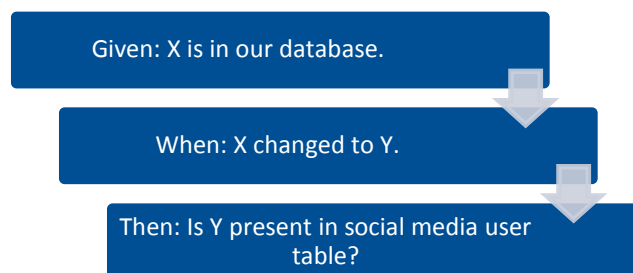 Given: X is in our database.
When: X changed to Y.
Then: Is Y present in social media user
table?